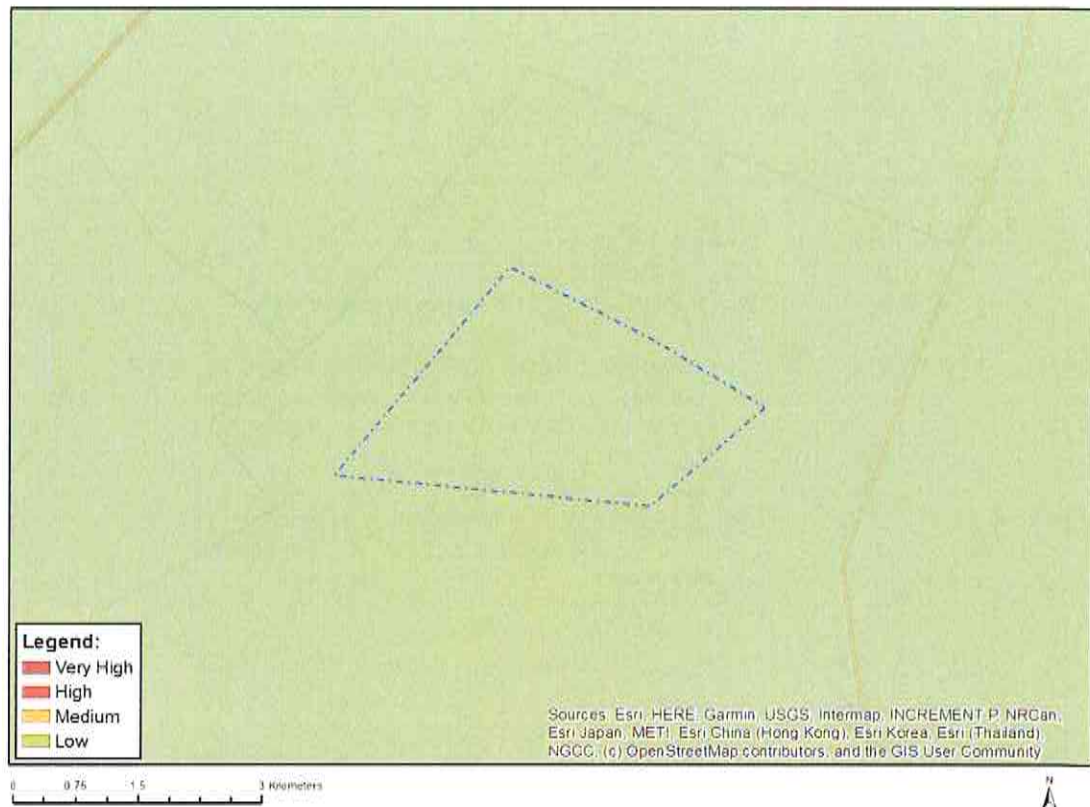 Legend:
Very High
High
Medium
Low
Sources: Esri, HERE, Garmin, USGS, Intermap, INCREMENT P, NRCan,
Esri Japan, METI, Esri China (Hong Kong), Esri Korea, Esri (Thailand),
NGCC, (c) OpenStreetMap contributors, and the GIS User Community
0 0.75 1.5 3 Kilometers
N